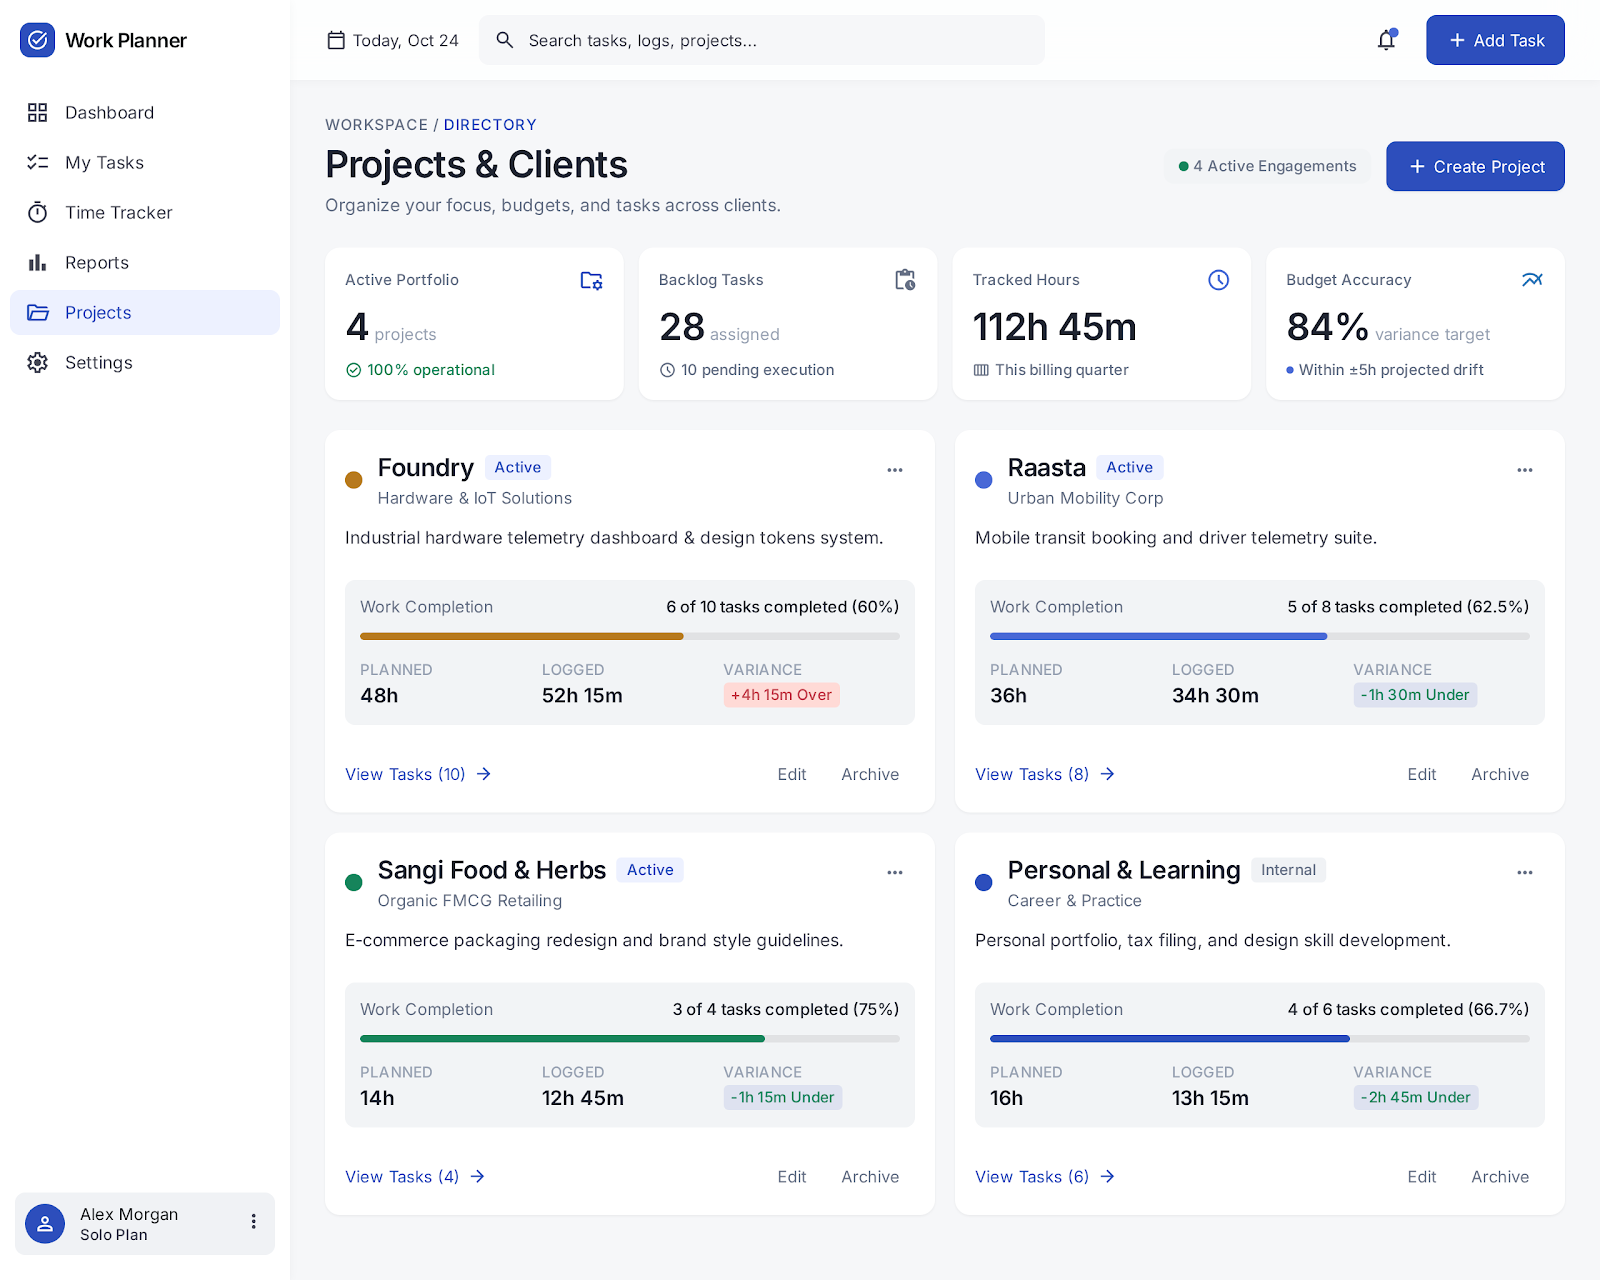 Work Planner
Dashboard
My Tasks
Time Tracker
Reports
Projects
Settings
Alex Morgan
Solo Plan
Today, Oct 24
Search tasks, logs, projects...
Add Task
WORKSPACE / DIRECTORY
Projects & Clients
Organize your focus, budgets, and tasks across clients.
4 Active Engagements
Create Project
Active Portfolio
4 projects
100% operational
Backlog Tasks
28 assigned
10 pending execution
Tracked Hours
112h 45m
This billing quarter
Budget Accuracy
84% variance target
Within ±5h projected drift
Foundry Active
Hardware & IoT Solutions
Industrial hardware telemetry dashboard & design tokens system.
Work Completion 6 of 10 tasks completed (60%)
PLANNED LOGGED VARIANCE
48h 52h 15m +4h 15m Over
View Tasks (10) Edit Archive
Raasta Active
Urban Mobility Corp
Mobile transit booking and driver telemetry suite.
Work Completion 5 of 8 tasks completed (62.5%)
PLANNED LOGGED VARIANCE
36h 34h 30m -1h 30m Under
View Tasks (8) Edit Archive
Sangi Food & Herbs Active
Organic FMCG Retailing
E-commerce packaging redesign and brand style guidelines.
Work Completion 3 of 4 tasks completed (75%)
PLANNED LOGGED VARIANCE
14h 12h 45m -1h 15m Under
View Tasks (4) Edit Archive
Personal & Learning Internal
Career & Practice
Personal portfolio, tax filing, and design skill development.
Work Completion 4 of 6 tasks completed (66.7%)
PLANNED LOGGED VARIANCE
16h 13h 15m -2h 45m Under
View Tasks (6) Edit Archive